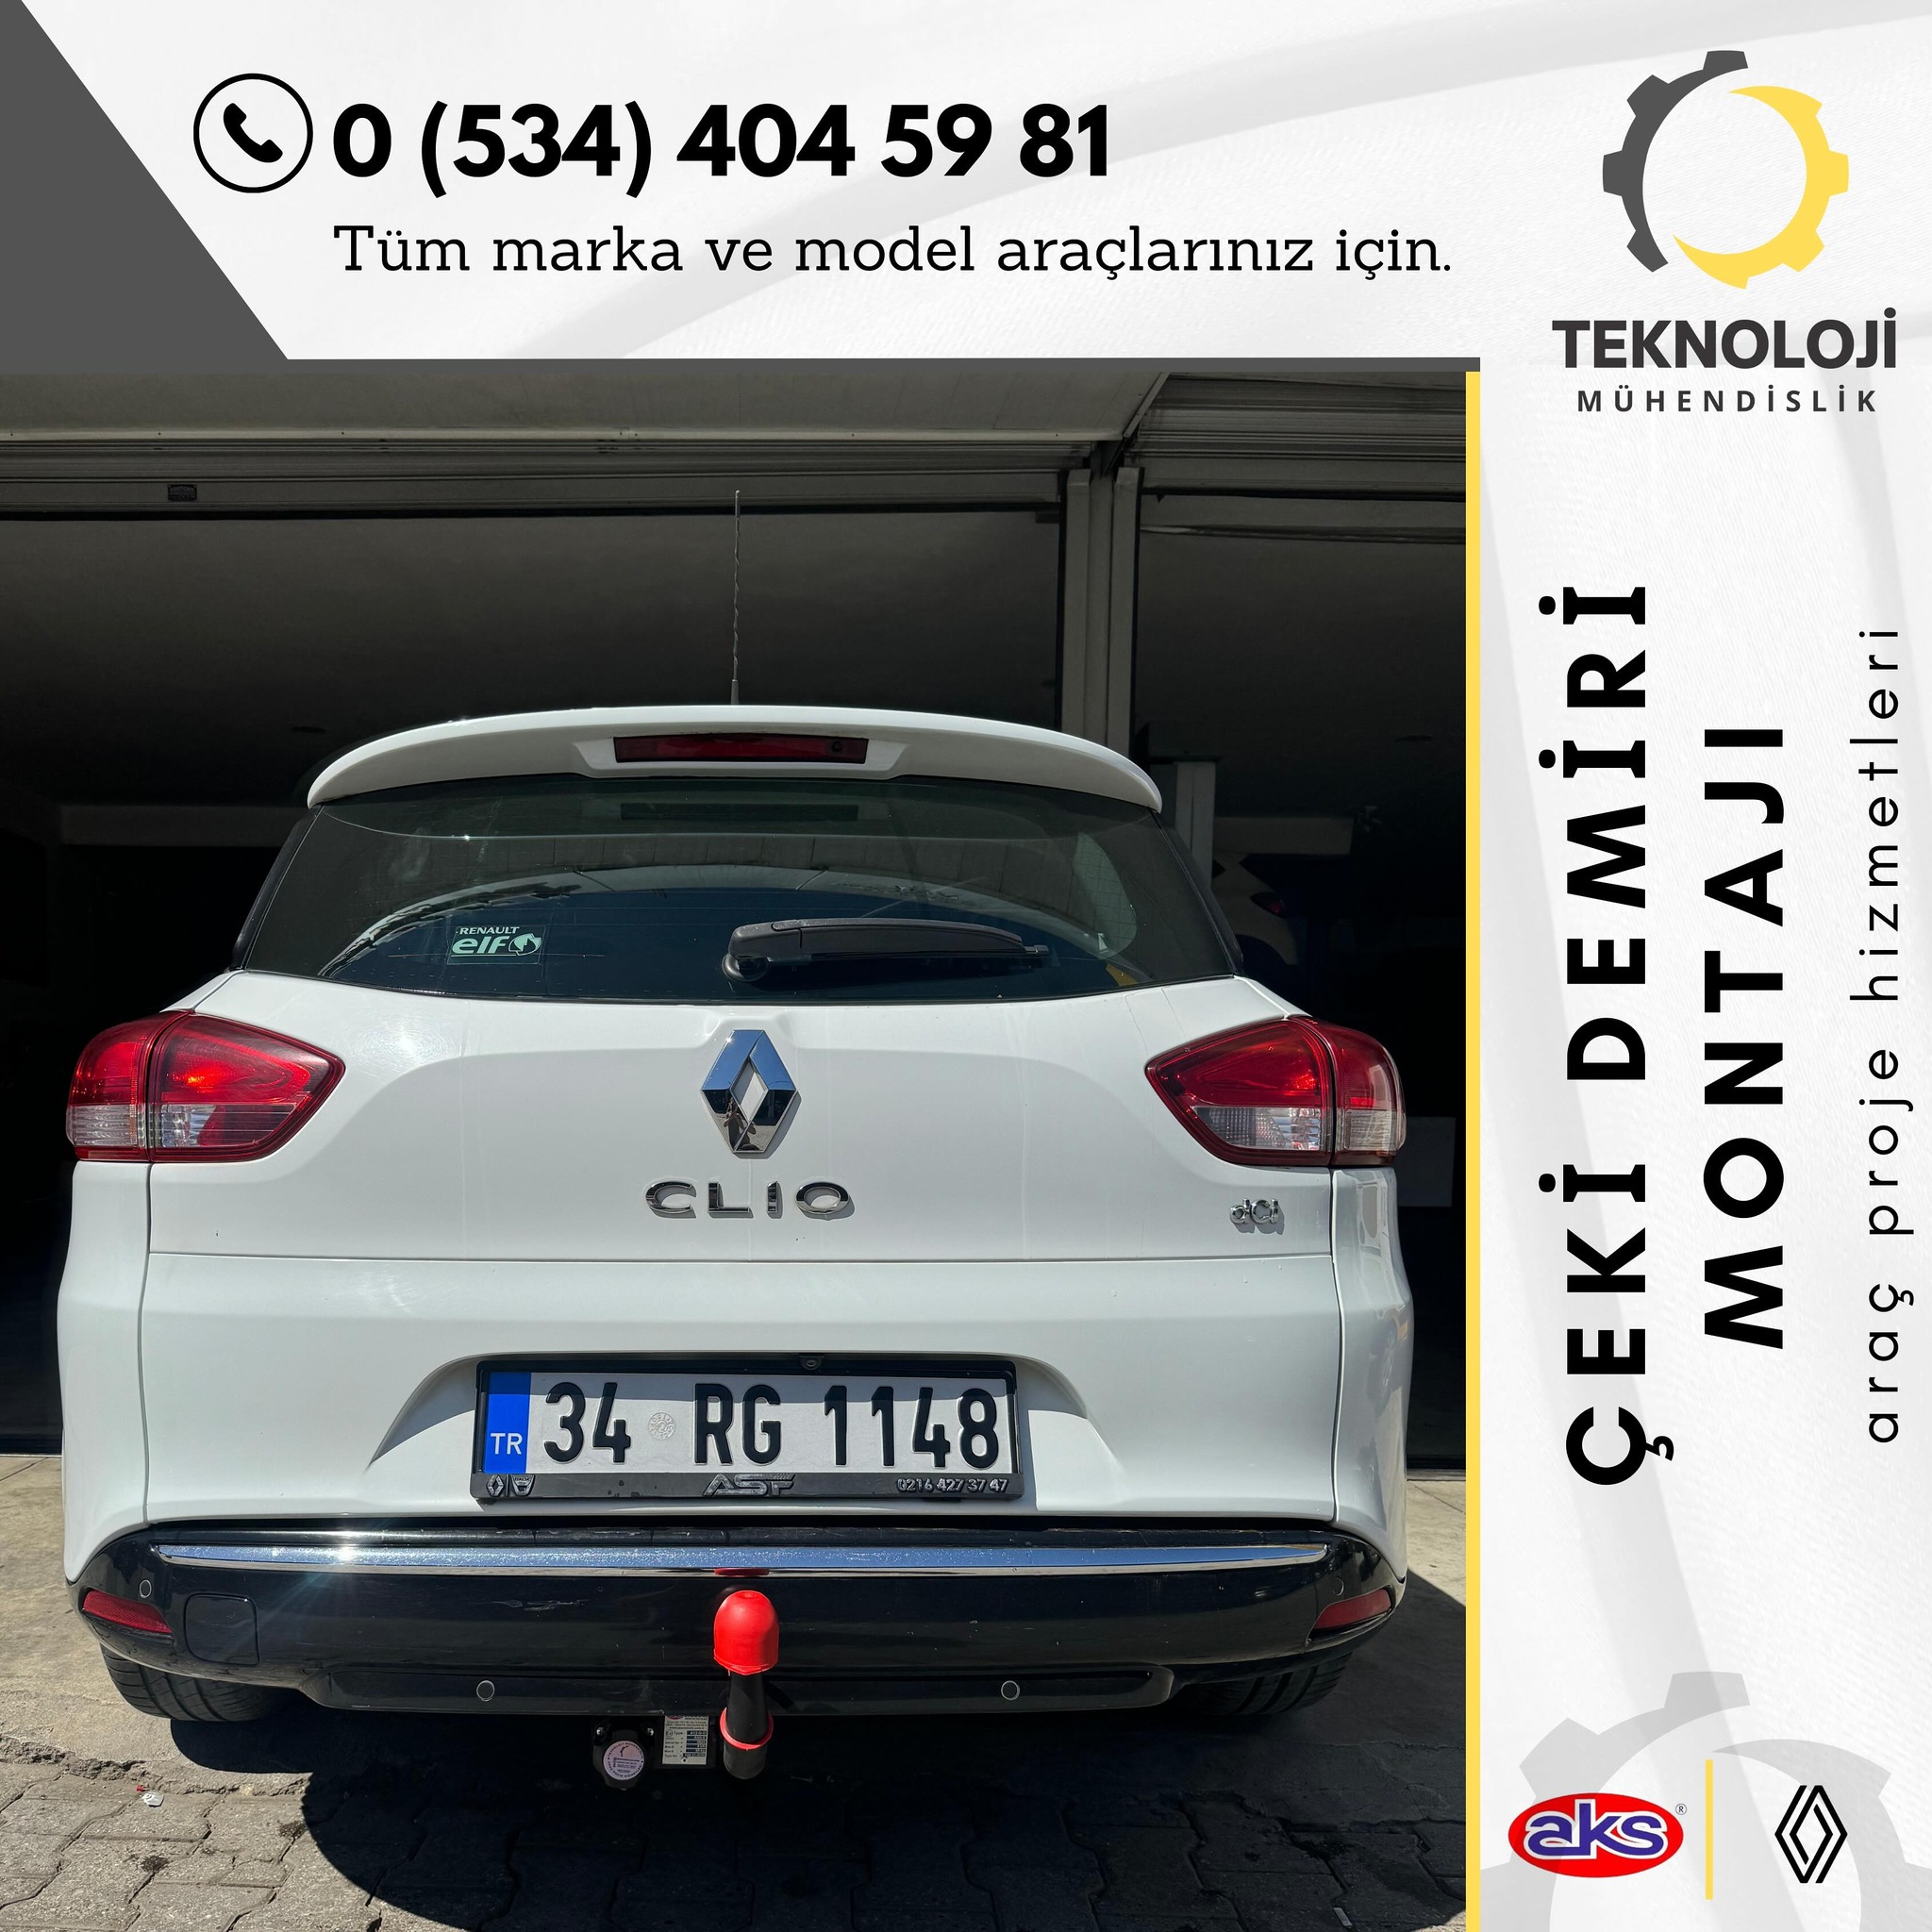 0 (534) 404 59 81
Tüm marka ve model araçlarınız için.
TEKNOLOJİ
MÜHENDİSLİK
ÇEKİ DEMİRİ
MONTAJI
araç proje hizmetleri
RENAULT
elf
CLIO
dCi
TR 34 RG 1148
ASF 0216 427 37 47
aks®